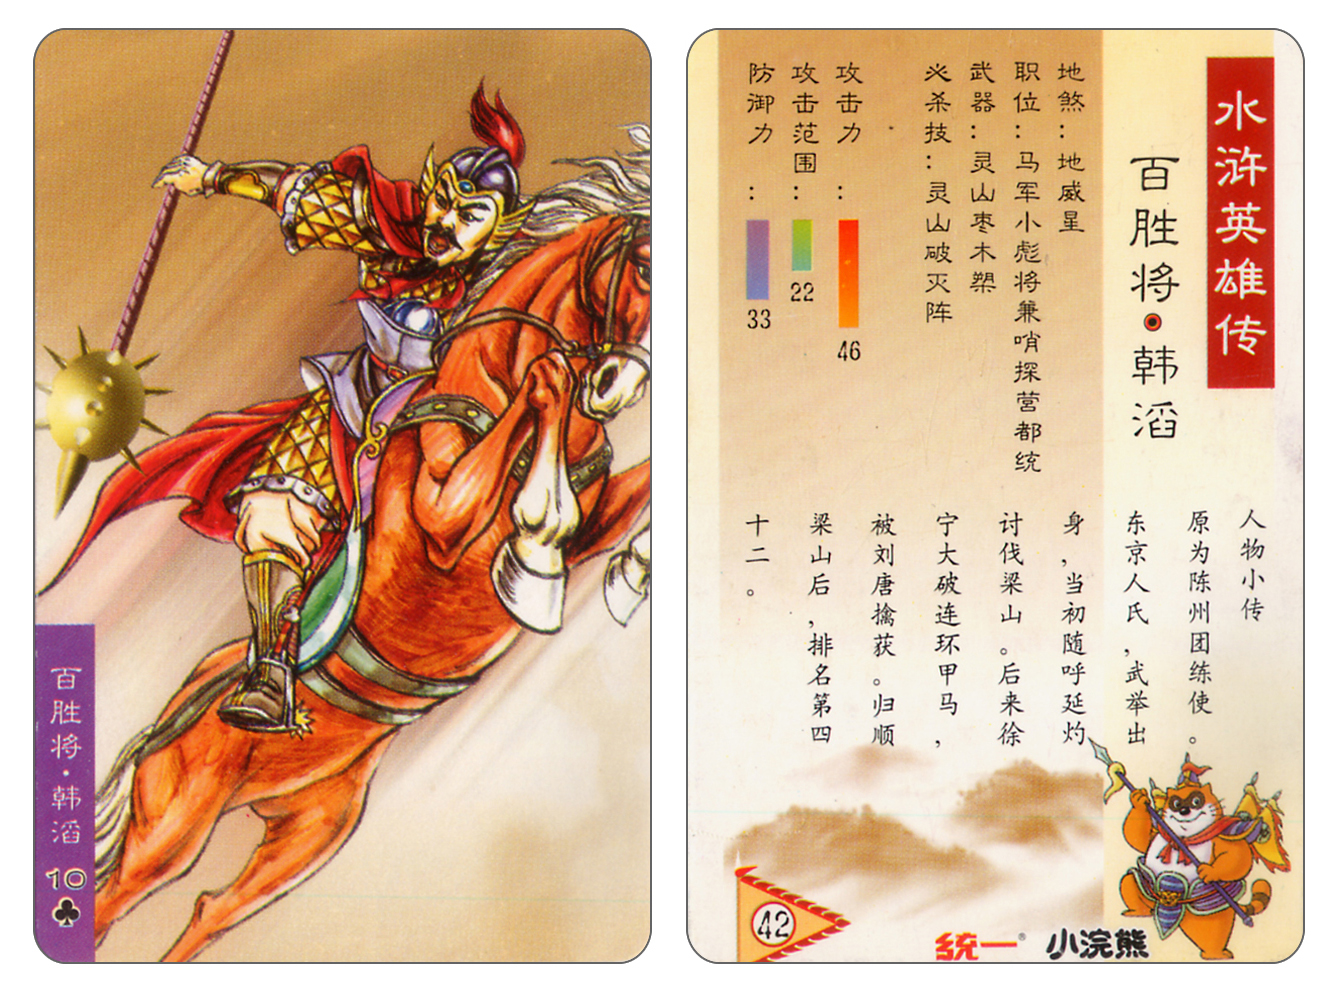 百胜将·韩滔
10
水浒英雄传
百胜将·韩滔
地煞：地威星
职位：马军小彪将兼哨探营都统
武器：灵山枣木槊
必杀技：灵山破灭阵
攻击力：
46
攻击范围：
22
防御力：
33
人物小传
原为陈州团练使。
东京人氏，武举出
身，当初随呼延灼
讨伐梁山。后来徐
宁大破连环甲马，
被刘唐擒获。归顺
梁山后，排名第四
十二。
42
统一®
小浣熊